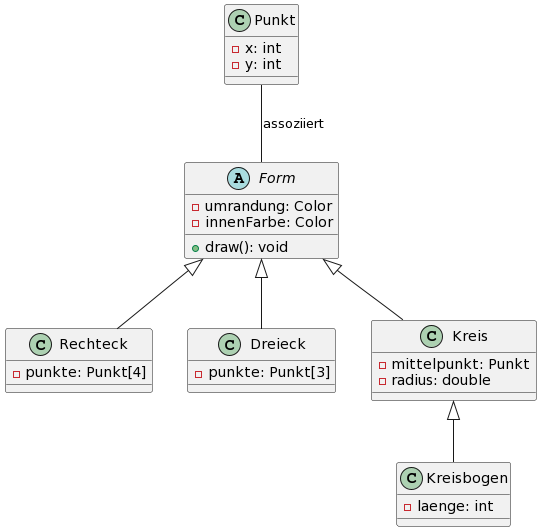 C Punkt
x: int
y: int
assoziiert
A Form
umrandung: Color
innenFarbe: Color
draw(): void
C Rechteck
punkte: Punkt[4]
C Dreieck
punkte: Punkt[3]
C Kreis
mittelpunkt: Punkt
radius: double
C Kreisbogen
laenge: int